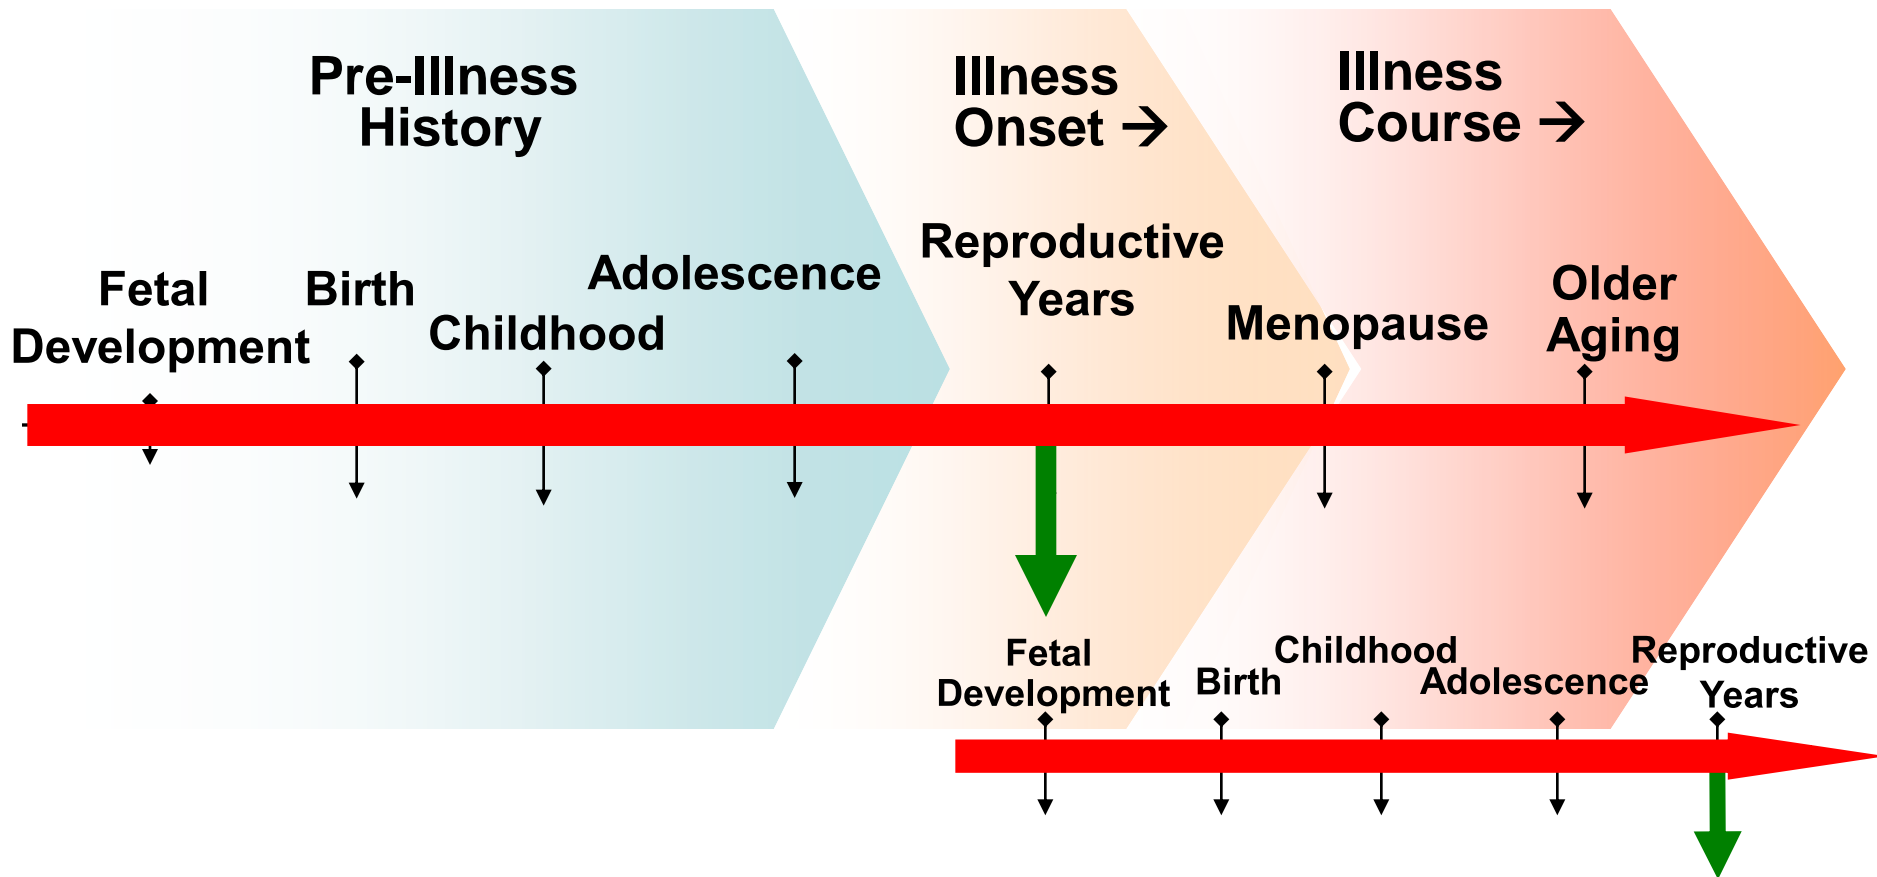 Pre-Illness
History
Illness
Onset →
Illness
Course →
Fetal
Development
Birth
Childhood
Adolescence
Reproductive
Years
Menopause
Older
Aging
Fetal
Development
Birth
Childhood
Adolescence
Reproductive
Years